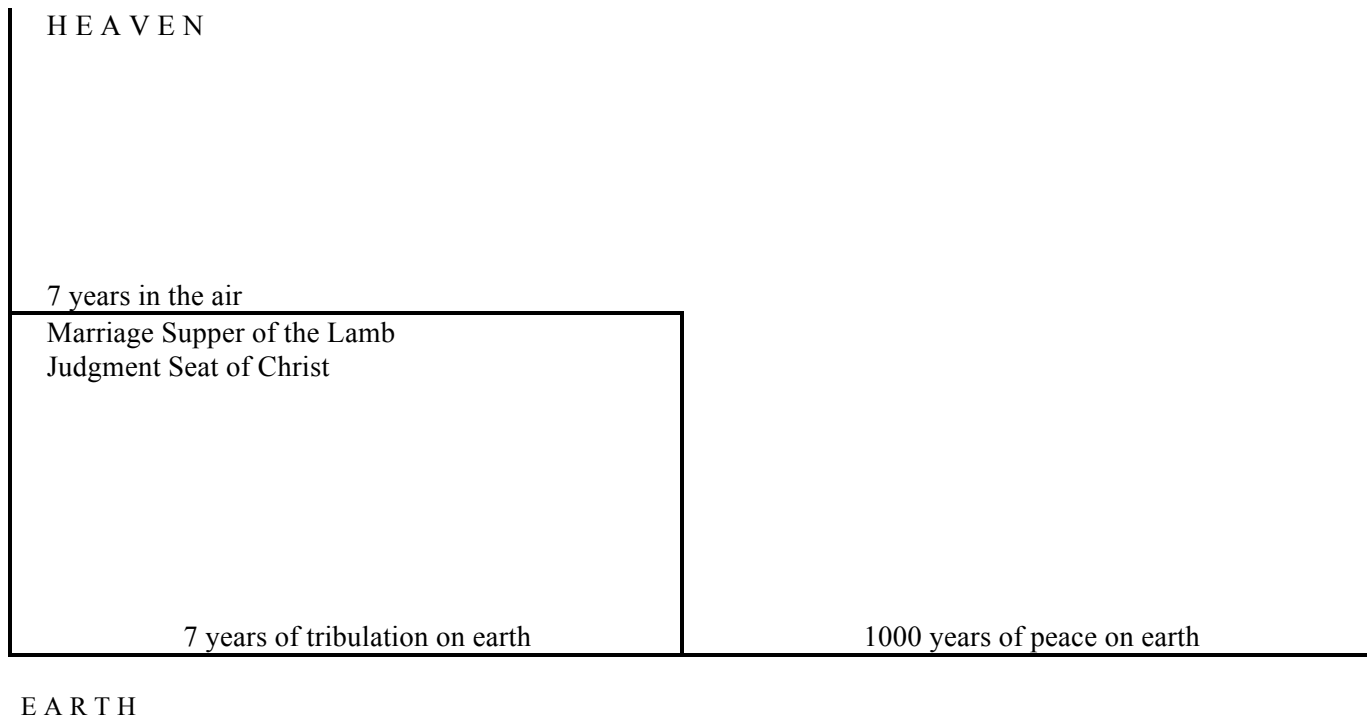 H E A V E N
7 years in the air
Marriage Supper of the Lamb
Judgment Seat of Christ
7 years of tribulation on earth
1000 years of peace on earth
E A R T H